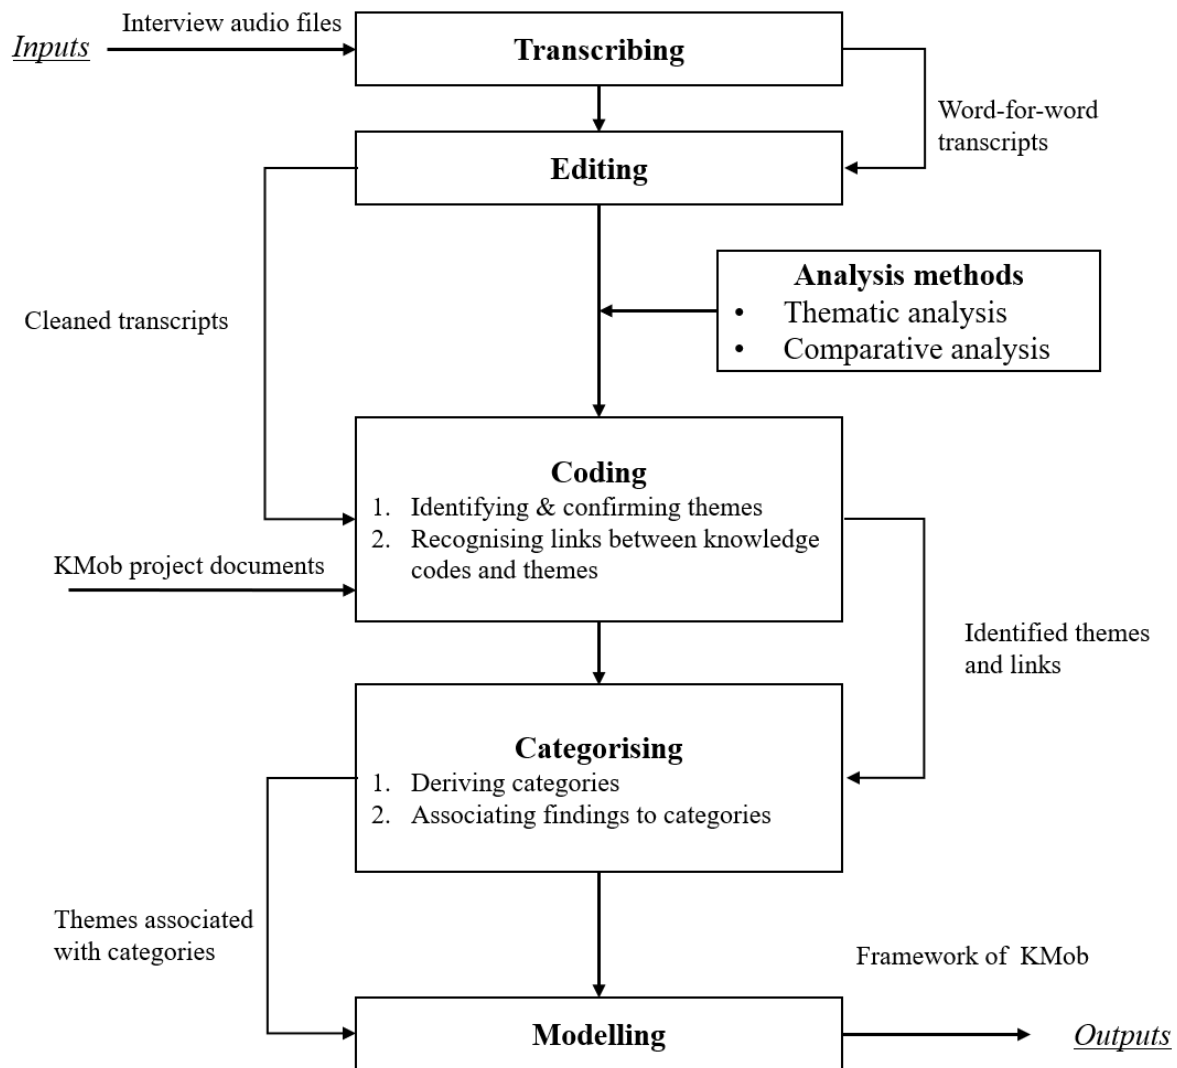 Interview audio files
Inputs
Transcribing
Word-for-word
transcripts
Editing
Analysis methods
• Thematic analysis
• Comparative analysis
Cleaned transcripts
Coding
1. Identifying & confirming themes
2. Recognising links between knowledge
codes and themes
KMob project documents
Identified themes
and links
Categorising
1. Deriving categories
2. Associating findings to categories
Themes associated
with categories
Framework of KMob
Modelling
Outputs